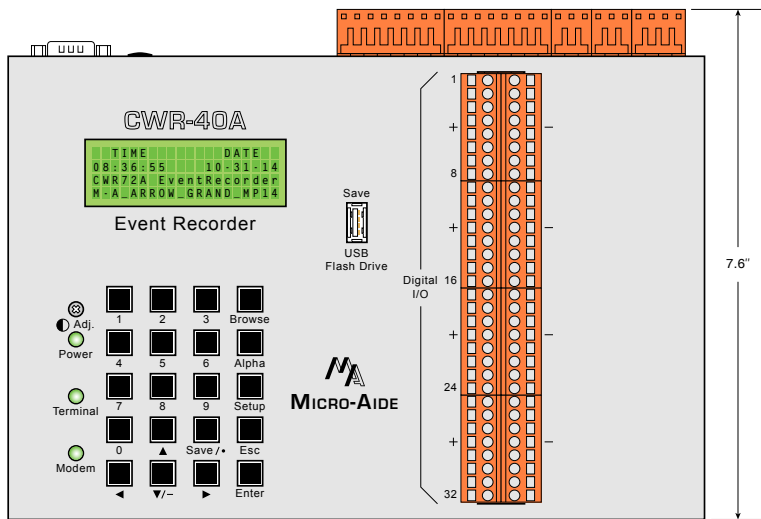 CWR-40A
TIME DATE
08:36:55 10-31-14
CWR72A EventRecorder
M-A_ARROW_GRAND_MP14
Event Recorder
Save
USB
Flash Drive
Digital
I/O
1
+ −
8
+ −
16
+ −
24
+ −
32
7.6"
Adj.
Power
Terminal
Modem
1 2 3 Browse
4 5 6 Alpha
7 8 9 Setup
0 ▲ Save/• Esc
◄ ▼/− ► Enter
MA
MICRO-AIDE